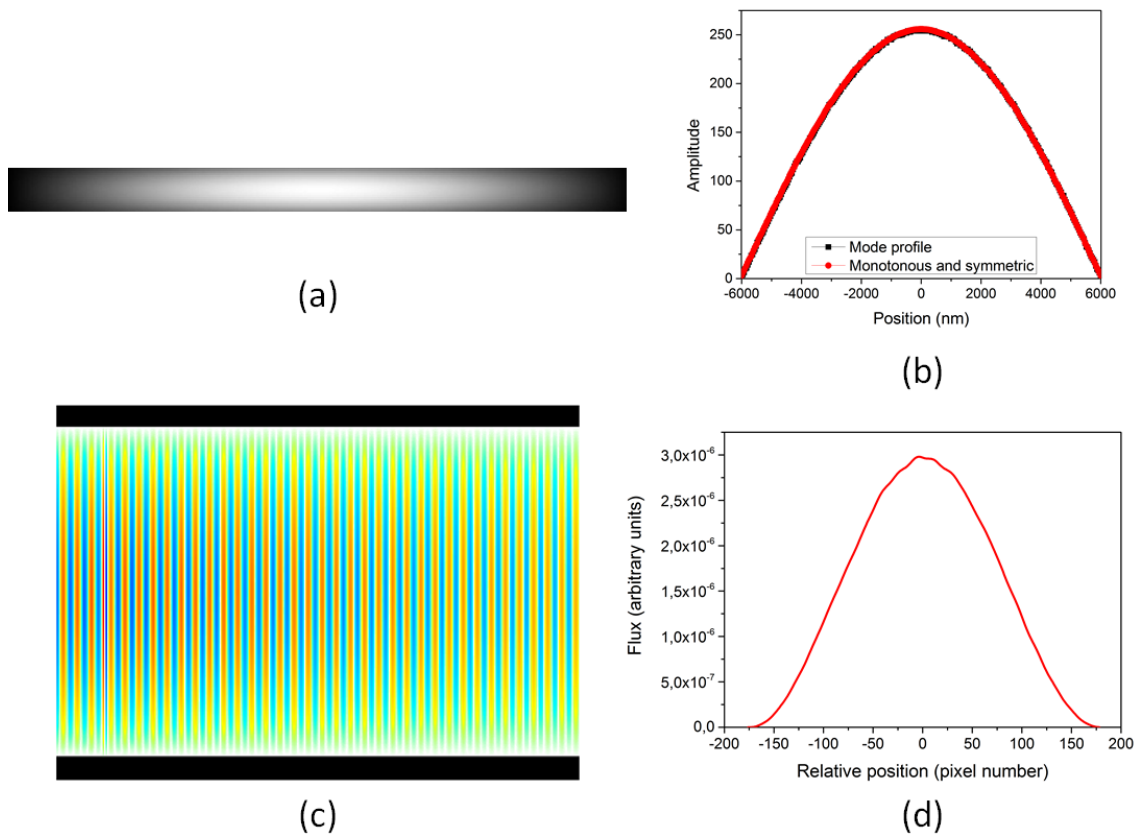 (a)
250
200
150
100
50
0
Amplitude
Mode profile
Monotonous and symmetric
-6000 -4000 -2000 0 2000 4000 6000
Position (nm)
(b)
(c)
3,0x10⁻⁶
2,5x10⁻⁶
2,0x10⁻⁶
1,5x10⁻⁶
1,0x10⁻⁶
5,0x10⁻⁷
0,0
Flux (arbitrary units)
-200 -150 -100 -50 0 50 100 150 200
Relative position (pixel number)
(d)